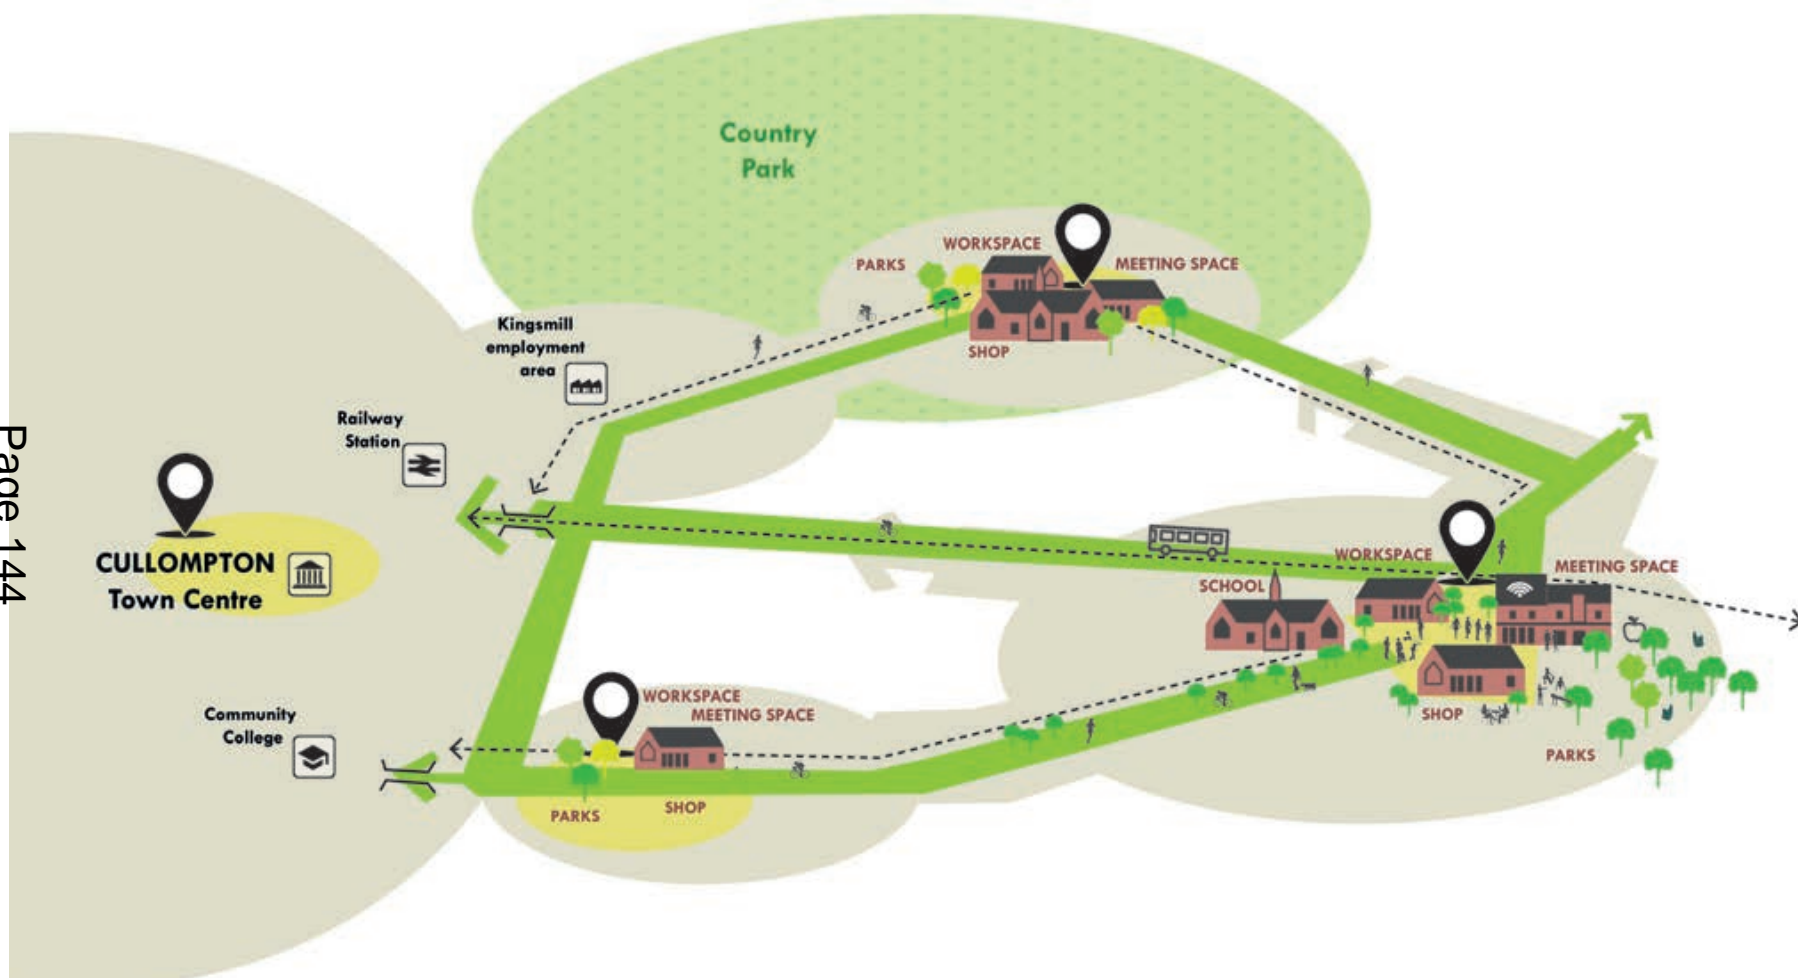 Country
Park
WORKSPACE
PARKS
MEETING SPACE
SHOP
Kingsmill
employment
area
Railway
Station
CULLOMPTON
Town Centre
WORKSPACE
MEETING SPACE
SCHOOL
SHOP
PARKS
Community
College
WORKSPACE
MEETING SPACE
PARKS
SHOP
Page 144